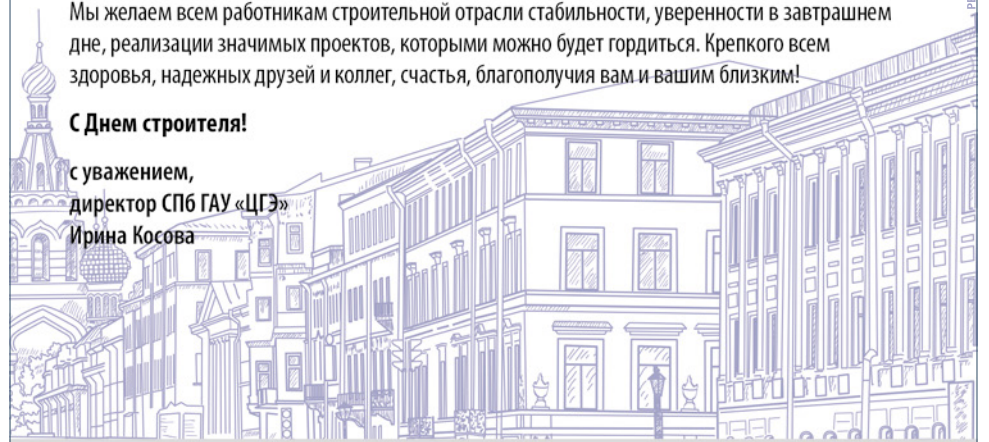 Мы желаем всем работникам строительной отрасли стабильности, уверенности в завтрашнем
дне, реализации значимых проектов, которыми можно будет гордиться. Крепкого всем
здоровья, надежных друзей и коллег, счастья, благополучия вам и вашим близким!
С Днем строителя!
с уважением,
директор СПб ГАУ «ЦГЭ»
Ирина Косова